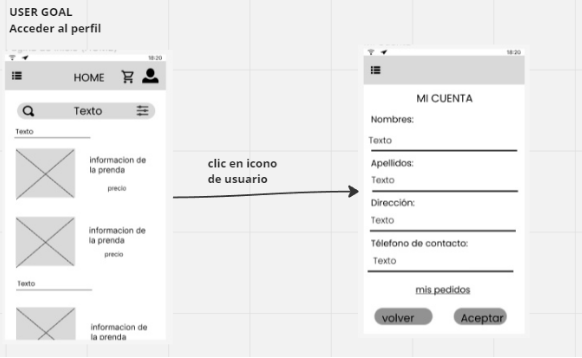 USER GOAL
Acceder al perfil
18:20
HOME
Texto
Texto
informacion de
la prenda
precio
informacion de
la prenda
precio
Texto
informacion de
la prenda
clic en icono
de usuario
18:20
MI CUENTA
Nombres:
Texto
Apellidos:
Texto
Dirección:
Texto
Télefono de contacto:
Texto
mis pedidos
volver
Aceptar